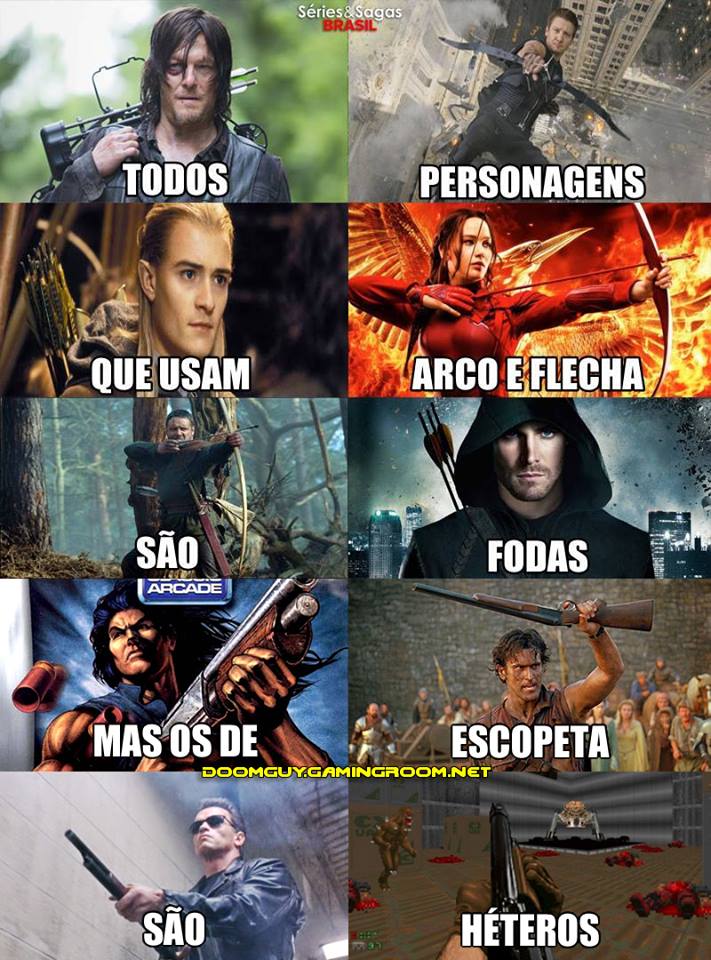 Séries&Sagas
BRASIL
TODOS
PERSONAGENS
QUE USAM
ARCO E FLECHA
SÃO
FODAS
ARCADE
MAS OS DE
ESCOPETA
DOOMGUY.GAMINGROOM.NET
SÃO
HÉTEROS